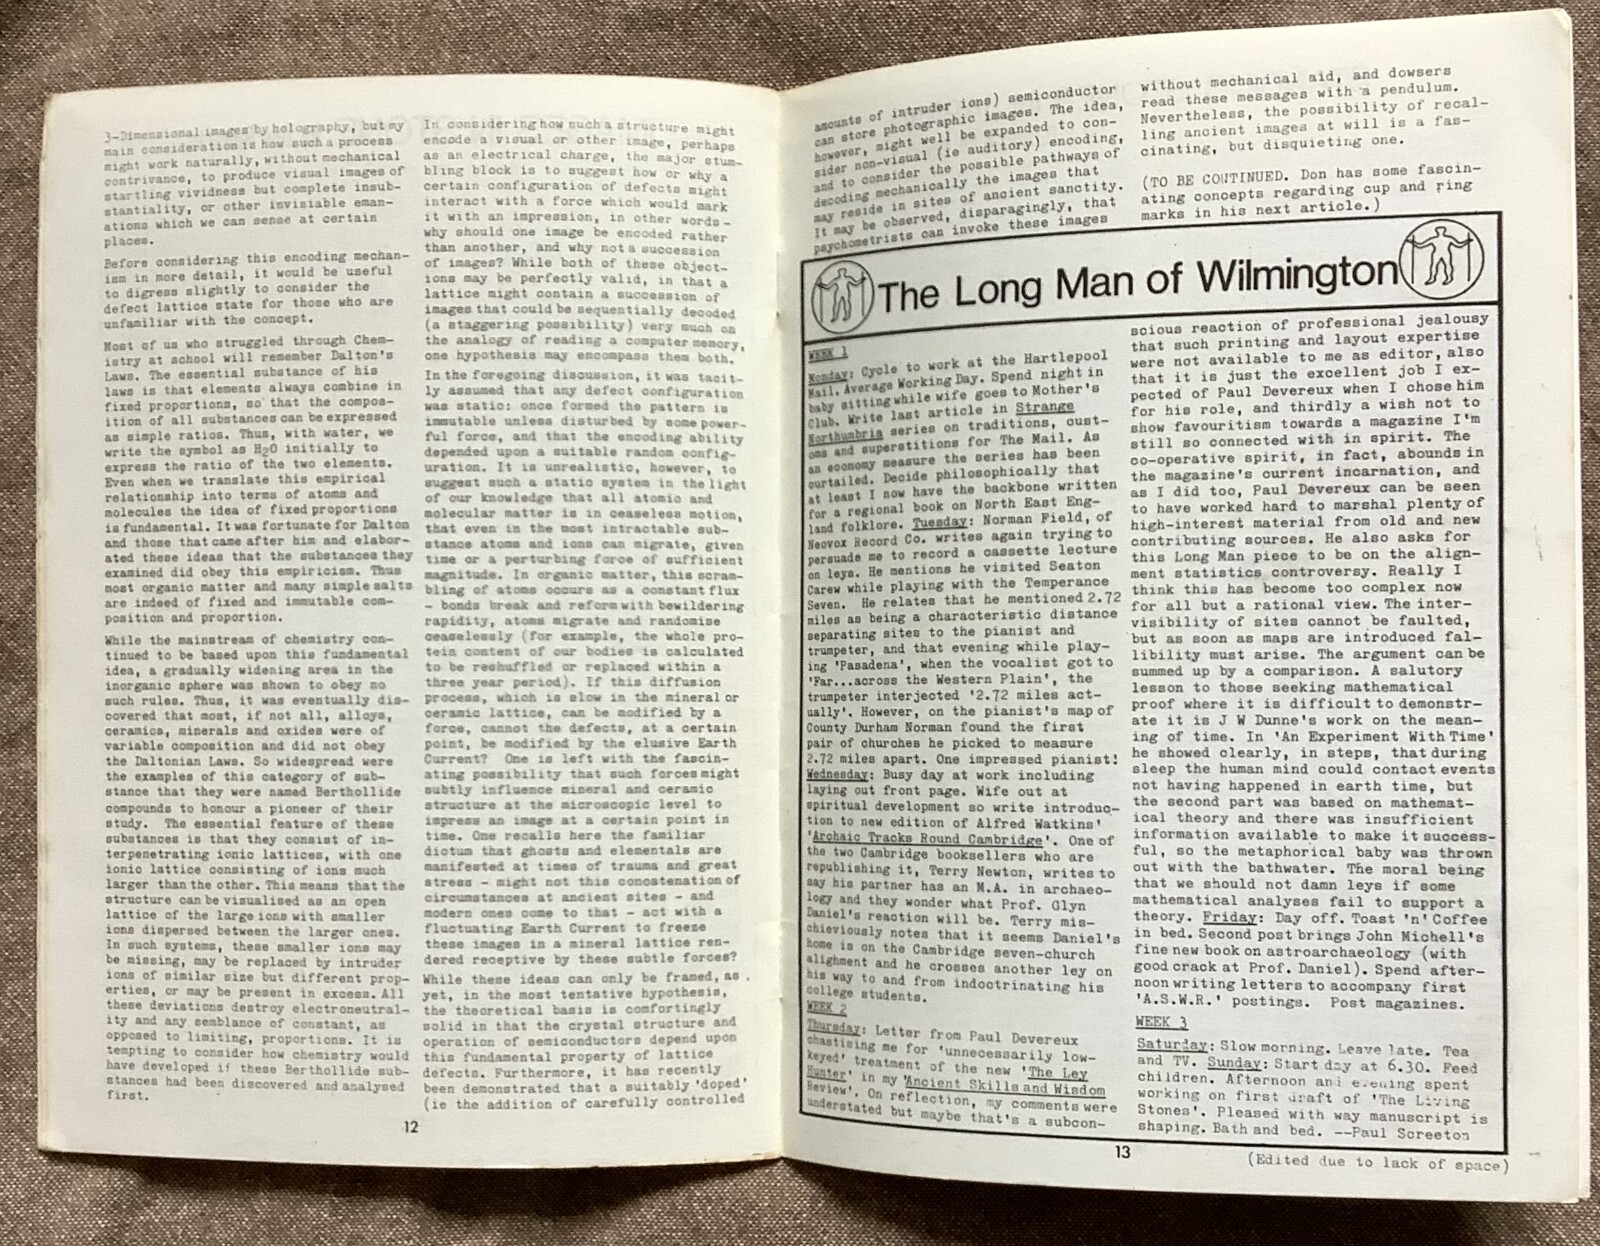 3-Dimensional images by holography, but my
main consideration is how such a process
might work naturally, without mechanical
contrivance, to produce visual images of
startling vividness but complete insub-
stantiality, or other invisiable eman-
ations which we can sense at certain
places.
Before considering this encoding mechan-
ism in more detail, it would be useful
to digress slightly to consider the
defect lattice state for those who are
unfamiliar with the concept.
Most of us who struggled through Chem-
istry at school will remember Dalton's
Laws. The essential substance of his
laws is that elements always combine in
fixed proportions, so that the compos-
ition of all substances can be expressed
as simple ratios. Thus, with water, we
write the symbol as H2O initially to
express the ratio of the two elements.
Even when we translate this empirical
relationship into terms of atoms and
molecules the idea of fixed proportions
is fundamental. It was fortunate for Dalton
and those that came after him and elabor-
ated these ideas that the substances they
examined did obey this empiricism. Thus
most organic matter and many simple salts
are indeed of fixed and immutable com-
position and proportion.
While the mainstream of chemistry con-
tinued to be based upon this fundamental
idea, a gradually widening area in the
inorganic sphere was shown to obey no
such rules. Thus, it was eventually dis-
covered that most, if not all, alloys,
ceramics, minerals and oxides were of
variable composition and did not obey
the Daltonian Laws. So widespread were
the examples of this category of sub-
stance that they were named Berthollide
compounds to honour a pioneer of their
study. The essential feature of these
substances is that they consist of in-
terpenetrating ionic lattices, with one
ionic lattice consisting of ions much
larger than the other. This means that the
structure can be visualised as an open
lattice of the large ions with smaller
ions dispersed between the larger ones.
In such systems, these smaller ions may
be missing, may be replaced by intruder
ions of similar size but different prop-
erties, or may be present in excess. All
these deviations destroy electroneutral-
ity and any semblance of constant, as
opposed to limiting, proportions. It is
tempting to consider how chemistry would
have developed if these Berthollide sub-
stances had been discovered and analysed
first.
In considering how such a structure might
encode a visual or other image, perhaps
as an electrical charge, the major stum-
bling block is to suggest how or why a
certain configuration of defects might
interact with a force which would mark
it with an impression, in other words -
why should one image be encoded rather
than another, and why not a succession
of images? While both of these object-
ions may be perfectly valid, in that a
lattice might contain a succession of
images that could be sequentially decoded
(a staggering possibility) very much on
the analogy of reading a computer memory,
one hypothesis may encompass them both.
In the foregoing discussion, it was tacit-
ly assumed that any defect configuration
was static: once formed the pattern is
immutable unless disturbed by some power-
ful force, and that the encoding ability
depended upon a suitable random config-
uration. It is unrealistic, however, to
suggest such a static system in the light
of our knowledge that all atomic and
molecular matter is in ceaseless motion,
that even in the most intractable sub-
stance atoms and ions can migrate, given
time or a perturbing force of sufficient
magnitude. In organic matter, this scram-
bling of atoms occurs as a constant flux
- bonds break and reform with bewildering
rapidity, atoms migrate and randomise
ceaselessly (for example, the whole pro-
tein content of our bodies is calculated
to be reshuffled or replaced within a
three year period). If this diffusion
process, which is slow in the mineral or
ceramic lattice, can be modified by a
force, cannot the defects, at a certain
point, be modified by the elusive Earth
Current? One is left with the fascin-
ating possibility that such forces might
subtly influence mineral and ceramic
structure at the microscopic level to
impress an image at a certain point in
time. One recalls here the familiar
dictum that ghosts and elementals are
manifested at times of trauma and great
stress - might not this concatenation of
circumstances at ancient sites - and
modern ones come to that - act with a
fluctuating Earth Current to freeze
these images in a mineral lattice ren-
dered receptive by these subtle forces?
While these ideas can only be framed, as
yet, in the most tentative hypothesis,
the theoretical basis is comfortingly
solid in that the crystal structure and
operation of semiconductors depend upon
this fundamental property of lattice
defects. Furthermore, it has recently
been demonstrated that a suitably 'doped'
(ie the addition of carefully controlled
12
amounts of intruder ions) semiconductor
can store photographic images. The idea,
however, might well be expanded to con-
sider non-visual (ie auditory) encoding,
and to consider the possible pathways of
decoding mechanically the images that
may reside in sites of ancient sanctity.
It may be observed, disparagingly, that
psychometrists can invoke these images
without mechanical aid, and dowsers
read these messages with a pendulum.
Nevertheless, the possibility of recal-
ling ancient images at will is a fas-
cinating, but disquieting one.
(TO BE CONTINUED. Don has some fascin-
ating concepts regarding cup and ring
marks in his next article.)
The Long Man of Wilmington
WEEK 1
Monday: Cycle to work at the Hartlepool
Mail. Average Working Day. Spend night in
baby sitting while wife goes to Mother's
Club. Write last article in Strange
Northumbria series on traditions, cust-
oms and superstitions for The Mail. As
an economy measure the series has been
curtailed. Decide philosophically that
at least I now have the backbone written
for a regional book on North East Eng-
land folklore. Tuesday: Norman Field, of
Neovox Record Co. writes again trying to
persuade me to record a cassette lecture
on leys. He mentions he visited Seaton
Carew while playing with the Temperance
Seven. He relates that he mentioned 2.72
miles as being a characteristic distance
separating sites to the pianist and
trumpeter, and that evening while play-
ing 'Pasadena', when the vocalist got to
'Far...across the Western Plain', the
trumpeter interjected '2.72 miles act-
ually'. However, on the pianist's map of
County Durham Norman found the first
pair of churches he picked to measure
2.72 miles apart. One impressed pianist!
Wednesday: Busy day at work including
laying out front page. Wife out at
spiritual development so write introduc-
tion to new edition of Alfred Watkins'
'Archaic Tracks Round Cambridge'. One of
the two Cambridge booksellers who are
republishing it, Terry Newton, writes to
say his partner has an M.A. in archaeo-
logy and they wonder what Prof. Glyn
Daniel's reaction will be. Terry mis-
chieviously notes that it seems Daniel's
home is on the Cambridge seven-church
alighment and he crosses another ley on
his way to and from indoctrinating his
college students.
WEEK 2
Thursday: Letter from Paul Devereux
chastising me for 'unnecessarily low-
keyed' treatment of the new 'The Ley
Hunter' in my 'Ancient Skills and Wisdom
Review'. On reflection, my comments were
understated but maybe that's a subcon-
scious reaction of professional jealousy
that such printing and layout expertise
were not available to me as editor, also
that it is just the excellent job I ex-
pected of Paul Devereux when I chose him
for his role, and thirdly a wish not to
show favouritism towards a magazine I'm
still so connected with in spirit. The
co-operative spirit, in fact, abounds in
the magazine's current incarnation, and
as I did too, Paul Devereux can be seen
to have worked hard to marshal plenty of
high-interest material from old and new
contributing sources. He also asks for
this Long Man piece to be on the align-
ment statistics controversy. Really I
think this has become too complex now
for all but a rational view. The inter-
visibility of sites cannot be faulted,
but as soon as maps are introduced fal-
libility must arise. The argument can be
summed up by a comparison. A salutory
lesson to those seeking mathematical
proof where it is difficult to demonstr-
ate it is J W Dunne's work on the mean-
ing of time. In 'An Experiment With Time'
he showed clearly, in steps, that during
sleep the human mind could contact events
not having happened in earth time, but
the second part was based on mathemat-
ical theory and there was insufficient
information available to make it success-
ful, so the metaphorical baby was thrown
out with the bathwater. The moral being
that we should not damn leys if some
mathematical analyses fail to support a
theory. Friday: Day off. Toast 'n' Coffee
in bed. Second post brings John Michell's
fine new book on astroarchaeology (with
good crack at Prof. Daniel). Spend after-
noon writing letters to accompany first
'A.S.W.R.' postings. Post magazines.
WEEK 3
Saturday: Slow morning. Leave late. Tea
and TV. Sunday: Start day at 6.30. Feed
children. Afternoon and evening spent
working on first draft of 'The Living
Stones'. Pleased with way manuscript is
shaping. Bath and bed. --Paul Screeton
13
(Edited due to lack of space)